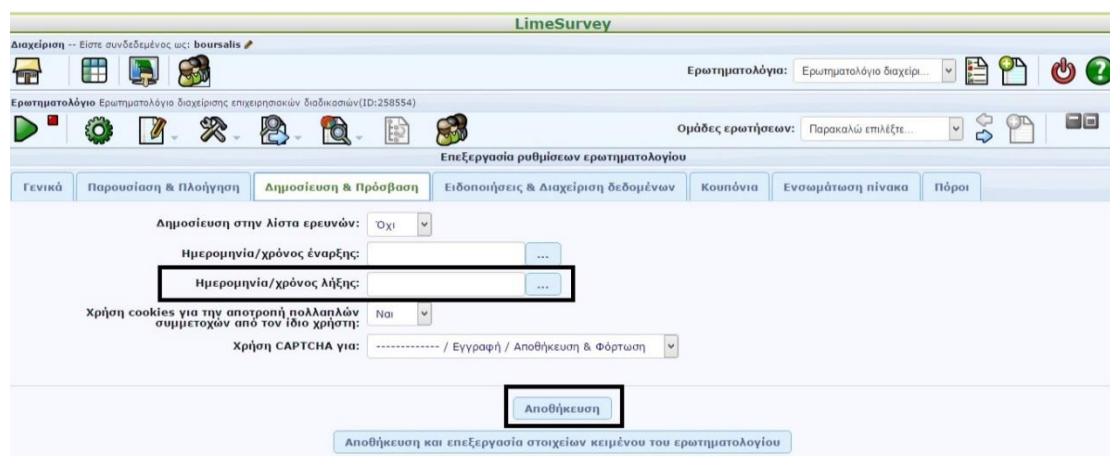 LimeSurvey
Διαχείριση -- Είστε συνδεδεμένος ως: boursalis
Ερωτηματολόγια: Ερωτηματολόγιο διαχείρι...
Ερωτηματολόγιο Ερωτηματολόγιο διαχείρισης επιχειρησιακών διαδικασιών(ID:258554)
Ομάδες ερωτήσεων: Παρακαλώ επιλέξτε...
Επεξεργασία ρυθμίσεων ερωτηματολογίου
Γενικά Παρουσίαση & Πλοήγηση Δημοσίευση & Πρόσβαση Ειδοποιήσεις & Διαχείριση δεδομένων Κουπόνια Ενσωμάτωση πίνακα Πόροι
Δημοσίευση στην λίστα ερευνών: Όχι
Ημερομηνία/χρόνος έναρξης: ...
Ημερομηνία/χρόνος λήξης: ...
Χρήση cookies για την αποτροπή πολλαπλών
συμμετοχών από τον ίδιο χρήστη: Ναι
Χρήση CAPTCHA για: ------------- / Εγγραφή / Αποθήκευση & Φόρτωση
Αποθήκευση
Αποθήκευση και επεξεργασία στοιχείων κειμένου του ερωτηματολογίου